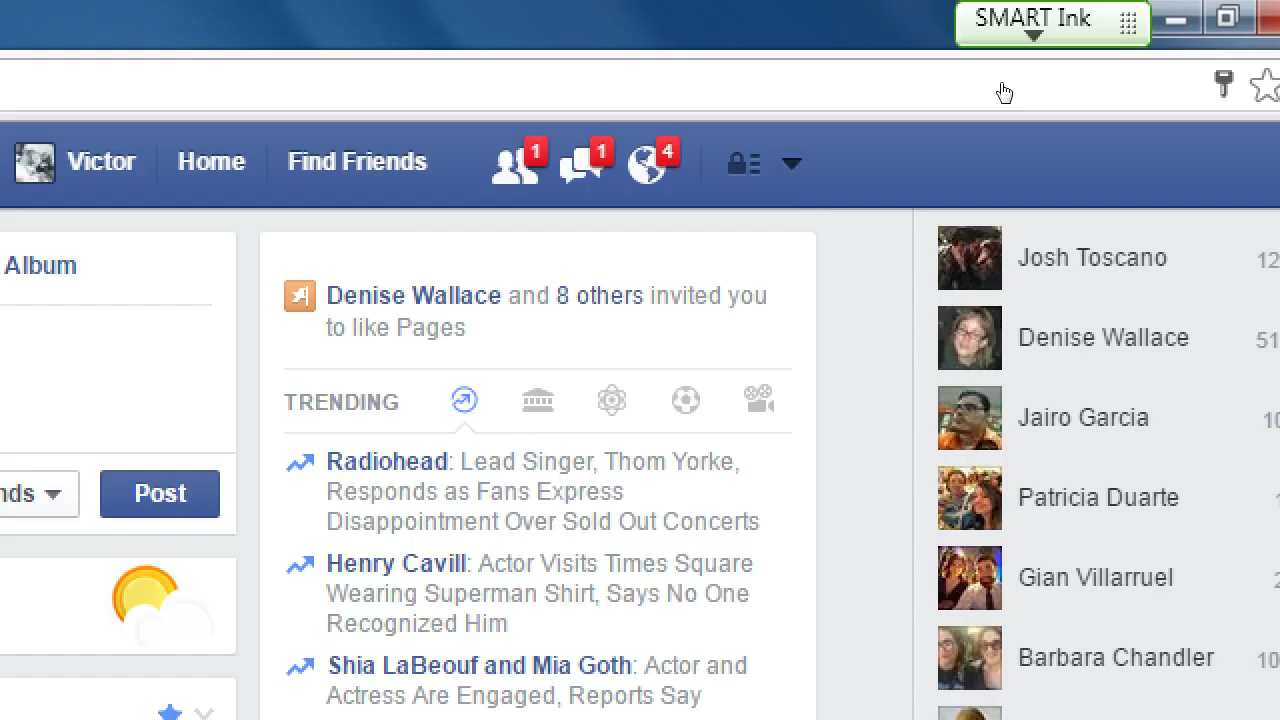 SMART Ink
Victor
Home
Find Friends
1
1
4
Album
Post
Denise Wallace and 8 others invited you
to like Pages
TRENDING
Radiohead: Lead Singer, Thom Yorke,
Responds as Fans Express
Disappointment Over Sold Out Concerts
Henry Cavill: Actor Visits Times Square
Wearing Superman Shirt, Says No One
Recognized Him
Shia LaBeouf and Mia Goth: Actor and
Actress Are Engaged, Reports Say
Josh Toscano
Denise Wallace
Jairo Garcia
Patricia Duarte
Gian Villarruel
Barbara Chandler